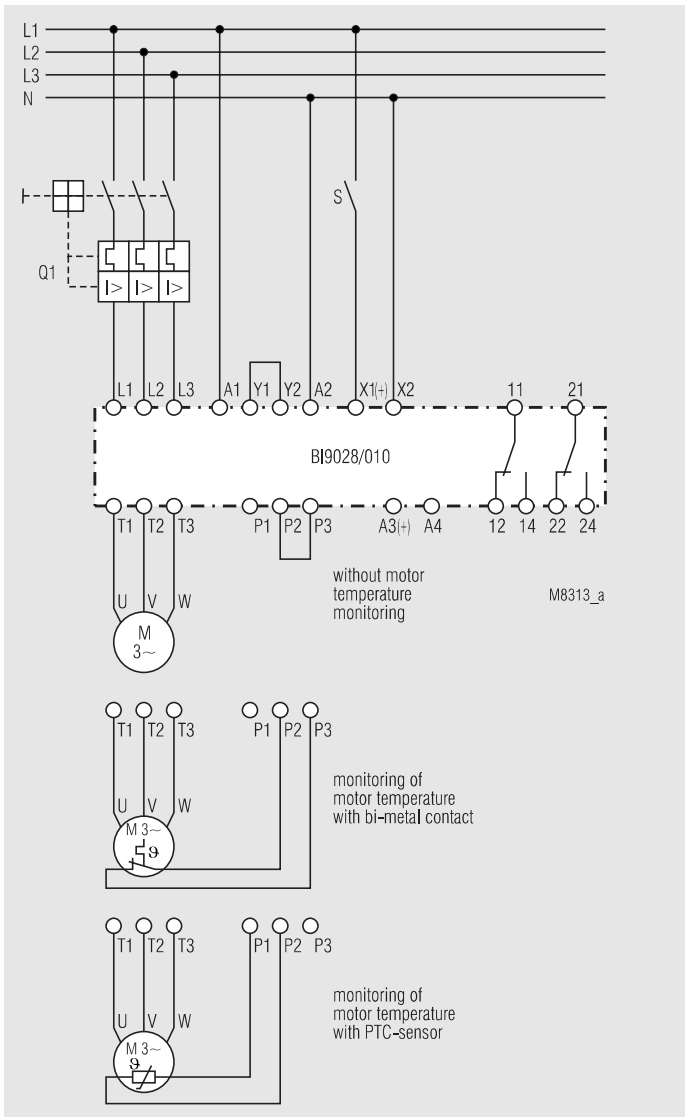 L1
L2
L3
N
S
Q1
I> I> I>
L1 L2 L3 A1 Y1 Y2 A2 X1(+) X2 11 21
BI9028/010
T1 T2 T3 P1 P2 P3 A3(+) A4 12 14 22 24
without motor
temperature
monitoring
M8313_a
U V W
M
3~
T1 T2 T3 P1 P2 P3
monitoring of
motor temperature
with bi-metal contact
U V W
M 3~
ϑ
T1 T2 T3 P1 P2 P3
monitoring of
motor temperature
with PTC-sensor
U V W
M 3~
ϑ